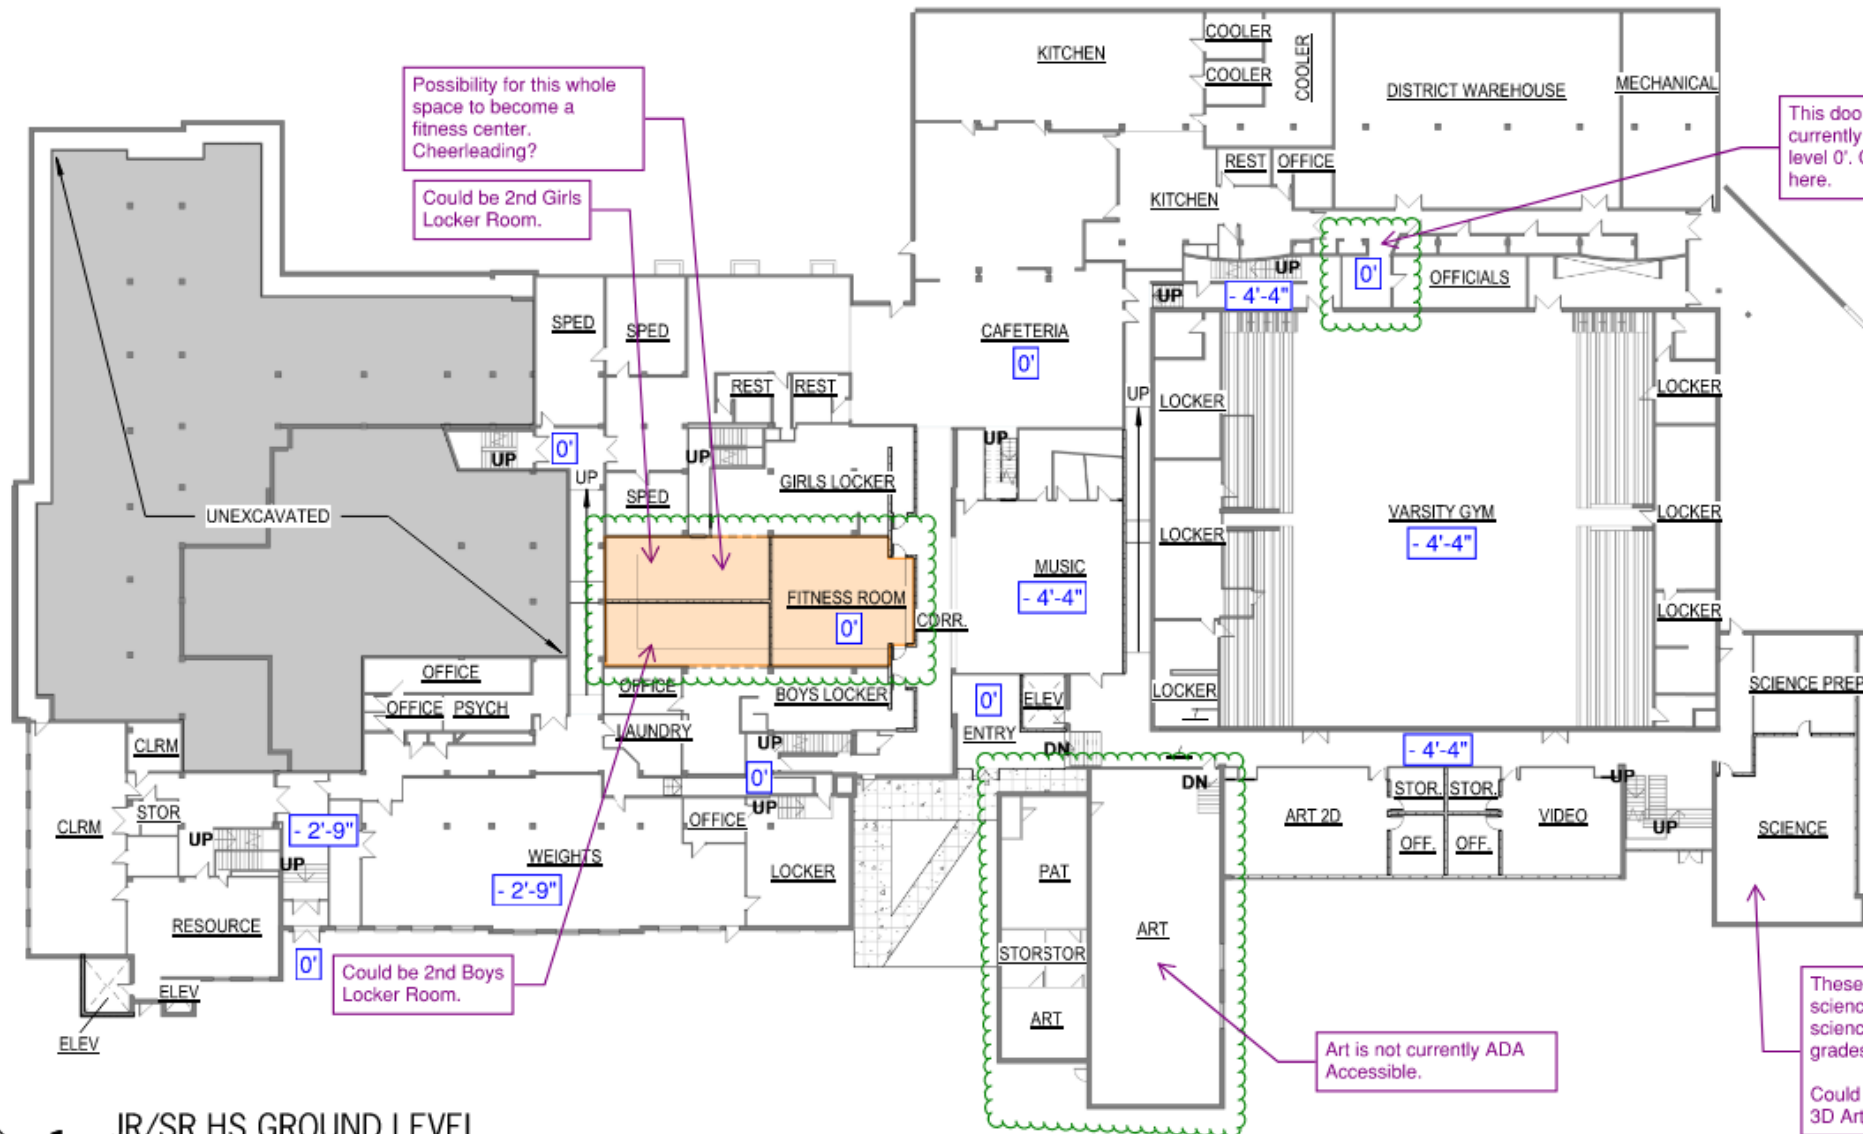 KITCHEN
COOLER
COOLER
COOLER
DISTRICT WAREHOUSE
MECHANICAL
Possibility for this whole
space to become a
fitness center.
Cheerleading?
This
currently
level 0'.
here.
REST
OFFICE
Could be 2nd Girls
Locker Room.
KITCHEN
UP
0'
OFFICIALS
UP
- 4'-4"
SPED
SPED
CAFETERIA
0'
REST
REST
UP
LOCKER
LOCKER
UP
0'
UP
UP
UP
GIRLS LOCKER
SPED
UNEXCAVATED
VARSITY GYM
- 4'-4"
LOCKER
LOCKER
MUSIC
- 4'-4"
FITNESS ROOM
0'
CORR.
LOCKER
OFFICE
OFFICE
BOYS LOCKER
0'
ELEV
LOCKER
SCIENCE PREP
OFFICE
PSYCH
LAUNDRY
ENTRY
CLRM
UP
DN
- 4'-4"
0'
DN
UP
STOR.
STOR.
STOR
CLRM
- 2'-9"
UP
UP
UP
OFFICE
ART 2D
VIDEO
UP
SCIENCE
OFF.
OFF.
WEIGHTS
- 2'-9"
LOCKER
PAT
RESOURCE
ART
STOR
STOR
0'
Could be 2nd Boys
Locker Room.
ELEV
ART
ELEV
These
Art is not currently ADA
Accessible.
Could
3D Art
JR/SR HS GROUND LEVEL